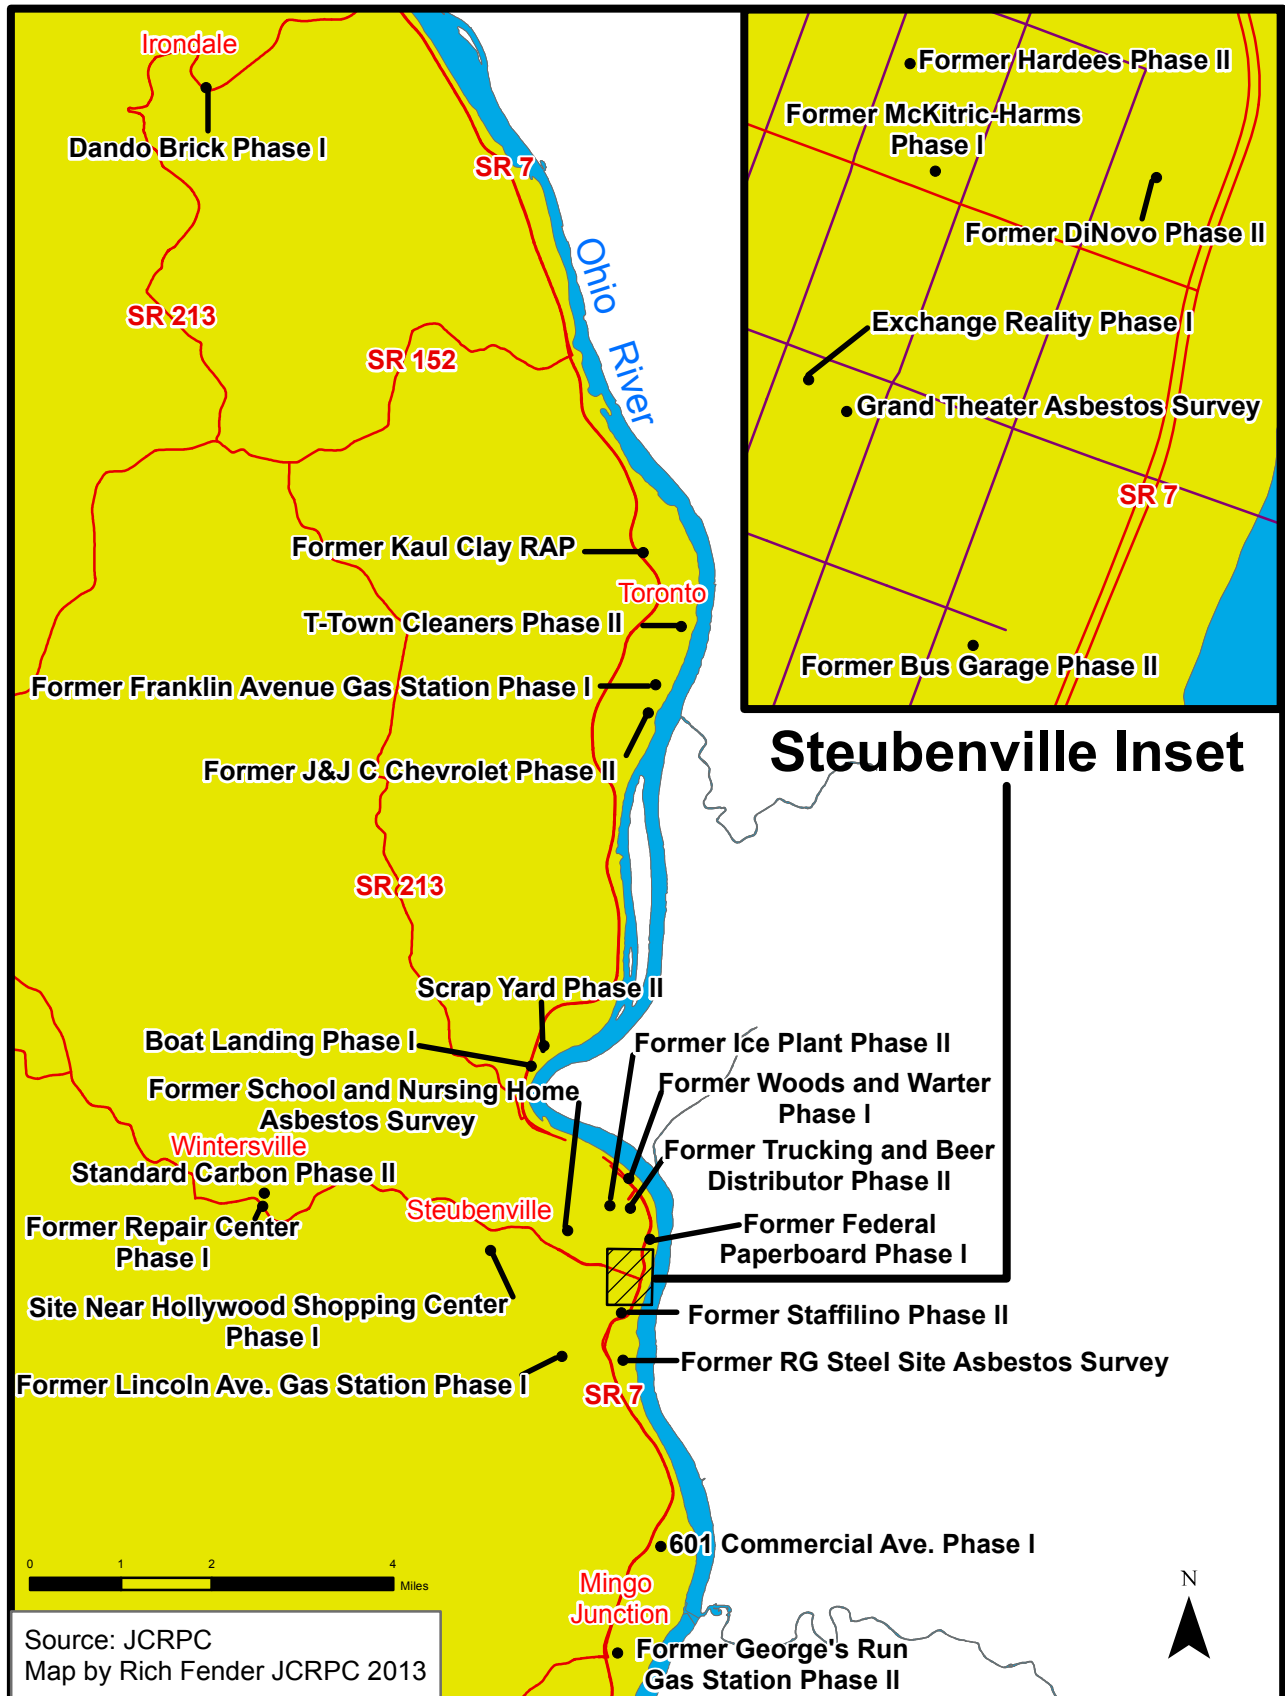 Irondale
Dando Brick Phase I
SR 7
Ohio
River
SR 213
SR 152
Former Kaul Clay RAP
Toronto
T-Town Cleaners Phase II
Former Franklin Avenue Gas Station Phase I
Former J&J C Chevrolet Phase II
SR 213
Former Hardees Phase II
Former McKitric-Harms
Phase I
Former DiNovo Phase II
Exchange Reality Phase I
Grand Theater Asbestos Survey
SR 7
Former Bus Garage Phase II
Steubenville Inset
Scrap Yard Phase II
Boat Landing Phase I
Former School and Nursing Home
Asbestos Survey
Former Ice Plant Phase II
Former Woods and Warter
Phase I
Former Trucking and Beer
Distributor Phase II
Wintersville
Standard Carbon Phase II
Former Repair Center
Phase I
Steubenville
Former Federal
Paperboard Phase I
Site Near Hollywood Shopping Center
Phase I
Former Staffilino Phase II
Former Lincoln Ave. Gas Station Phase I
Former RG Steel Site Asbestos Survey
SR 7
601 Commercial Ave. Phase I
Mingo
Junction
Former George's Run
Gas Station Phase II
0 1 2 4
Miles
N
Source: JCRPC
Map by Rich Fender JCRPC 2013